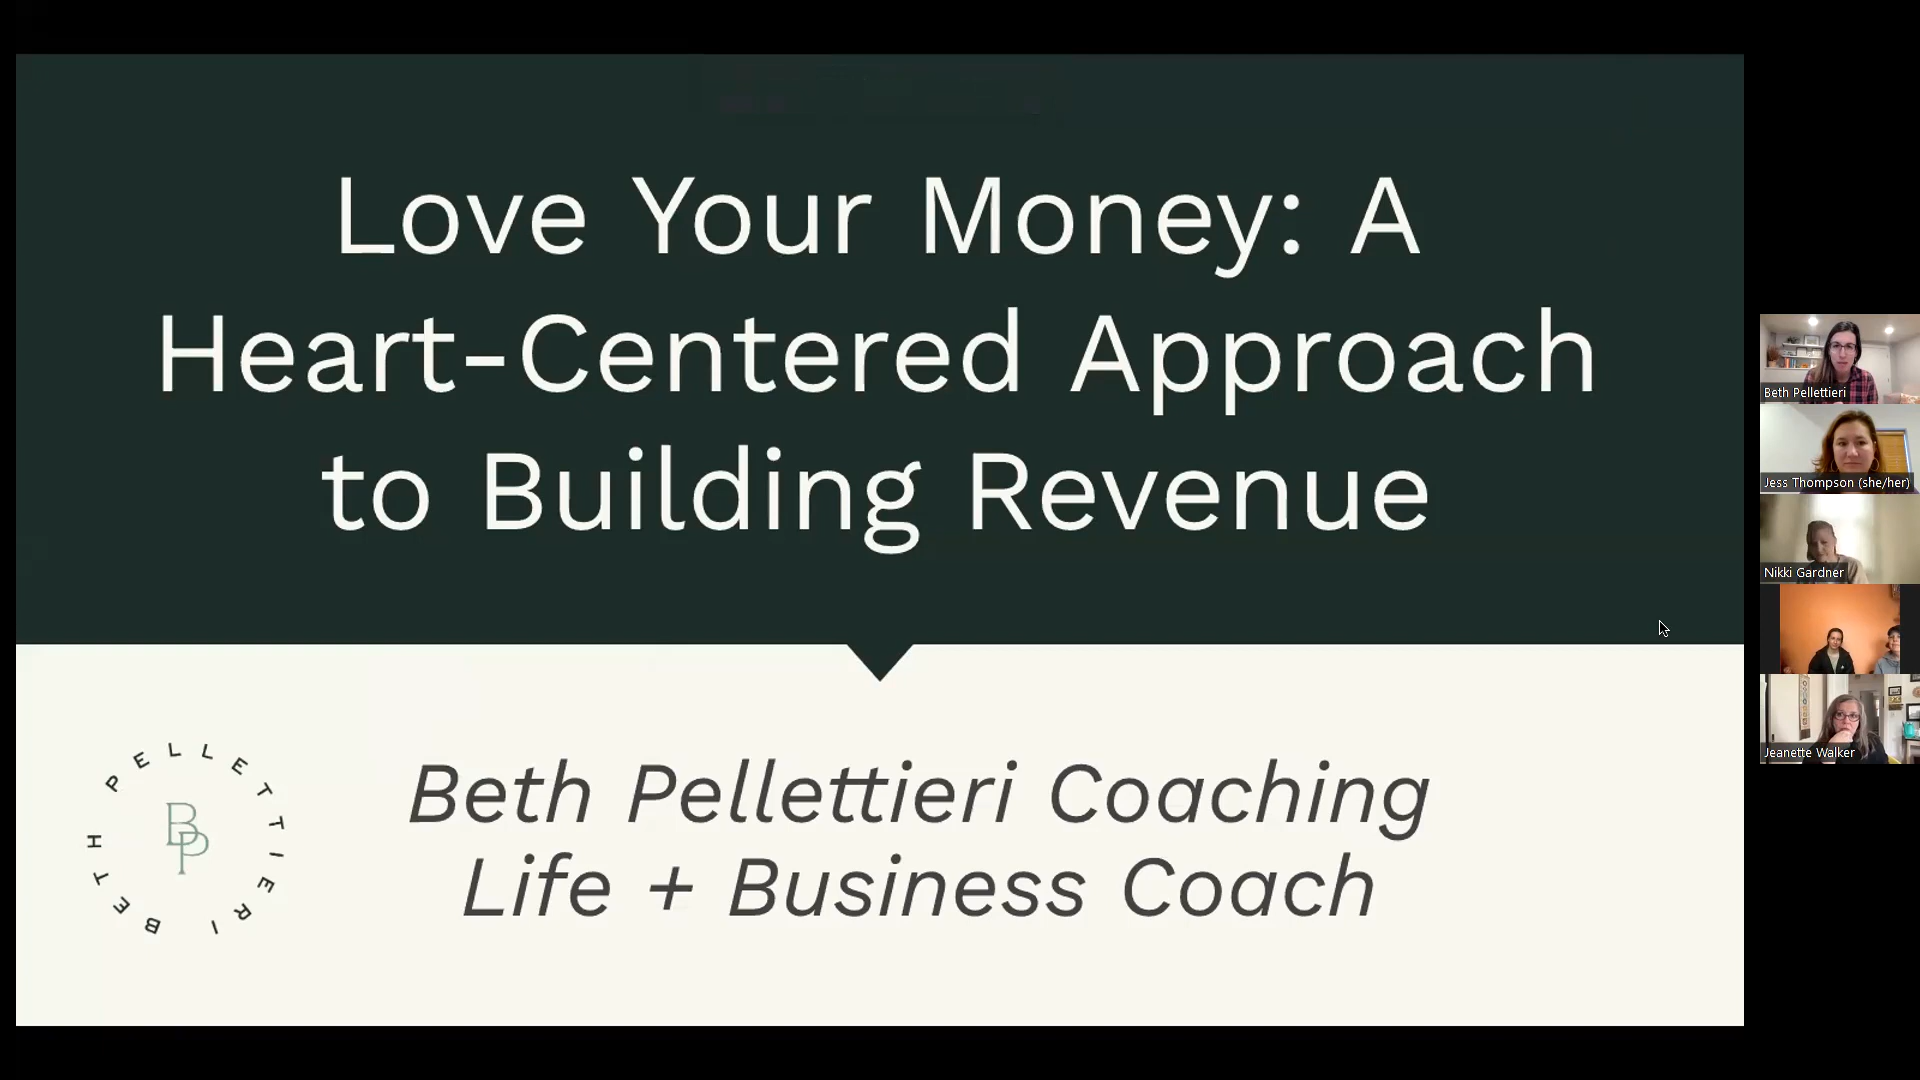 Love Your Money: A
Heart-Centered Approach
to Building Revenue
BETH PELLETTIERI
BP
Beth Pellettieri Coaching
Life + Business Coach
Beth Pellettieri
Jess Thompson (she/her)
Nikki Gardner
Jeanette Walker